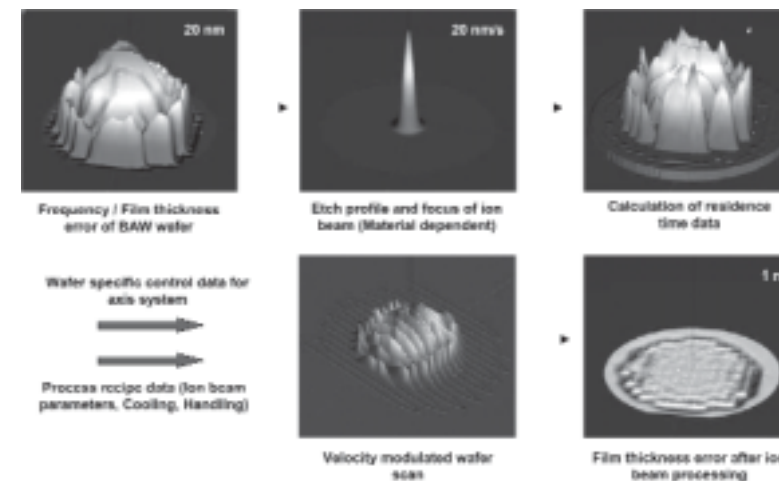 20 nm
20 nm/s
Frequency / Film thickness
error of BAW wafer
Etch profile and focus of ion
beam (Material dependent)
Calculation of residence
time data
Wafer specific control data for
axis system
Process recipe data (Ion beam
parameters, Cooling, Handling)
1 n
Velocity modulated wafer
scan
Film thickness error after ion
beam processing